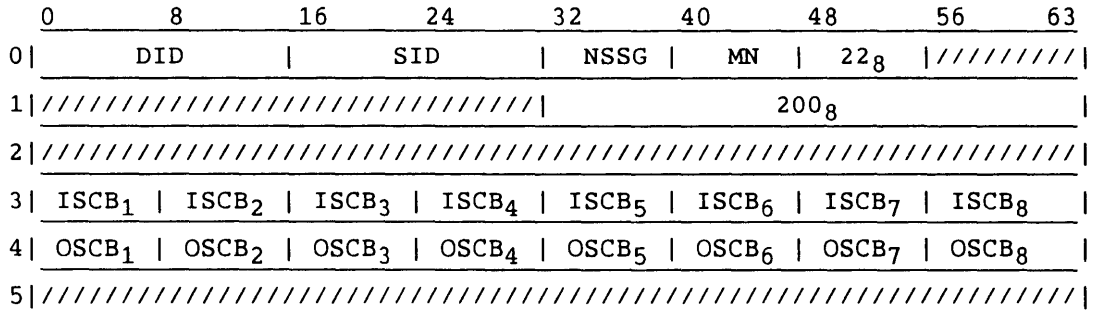 0 8 16 24 32 40 48 56 63
0| DID | SID | NSSG | MN | 22₈ |/////////|
1|///////////////////////////////| 200₈ |
2|/////////////////////////////////////////////////////////////////|
3| ISCB₁ | ISCB₂ | ISCB₃ | ISCB₄ | ISCB₅ | ISCB₆ | ISCB₇ | ISCB₈ |
4| OSCB₁ | OSCB₂ | OSCB₃ | OSCB₄ | OSCB₅ | OSCB₆ | OSCB₇ | OSCB₈ |
5|/////////////////////////////////////////////////////////////////|